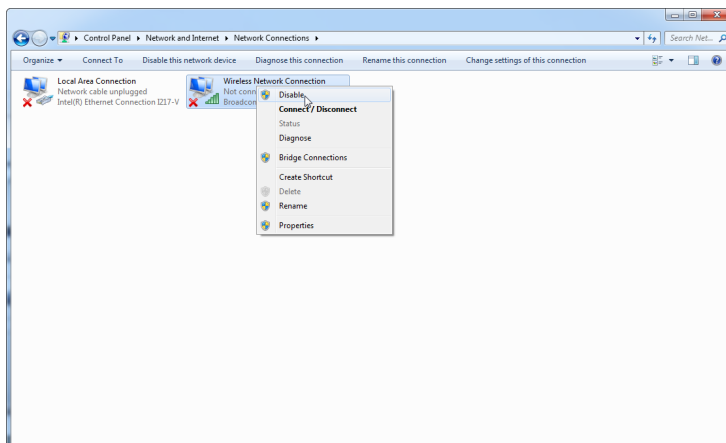 Control Panel ▸ Network and Internet ▸ Network Connections ▸
Search Net...
Organize
Connect To
Disable this network device
Diagnose this connection
Rename this connection
Change settings of this connection
Local Area Connection
Network cable unplugged
Intel(R) Ethernet Connection I217-V
Wireless Network Connection
Not conn
Broadcon
Disable
Connect / Disconnect
Status
Diagnose
Bridge Connections
Create Shortcut
Delete
Rename
Properties